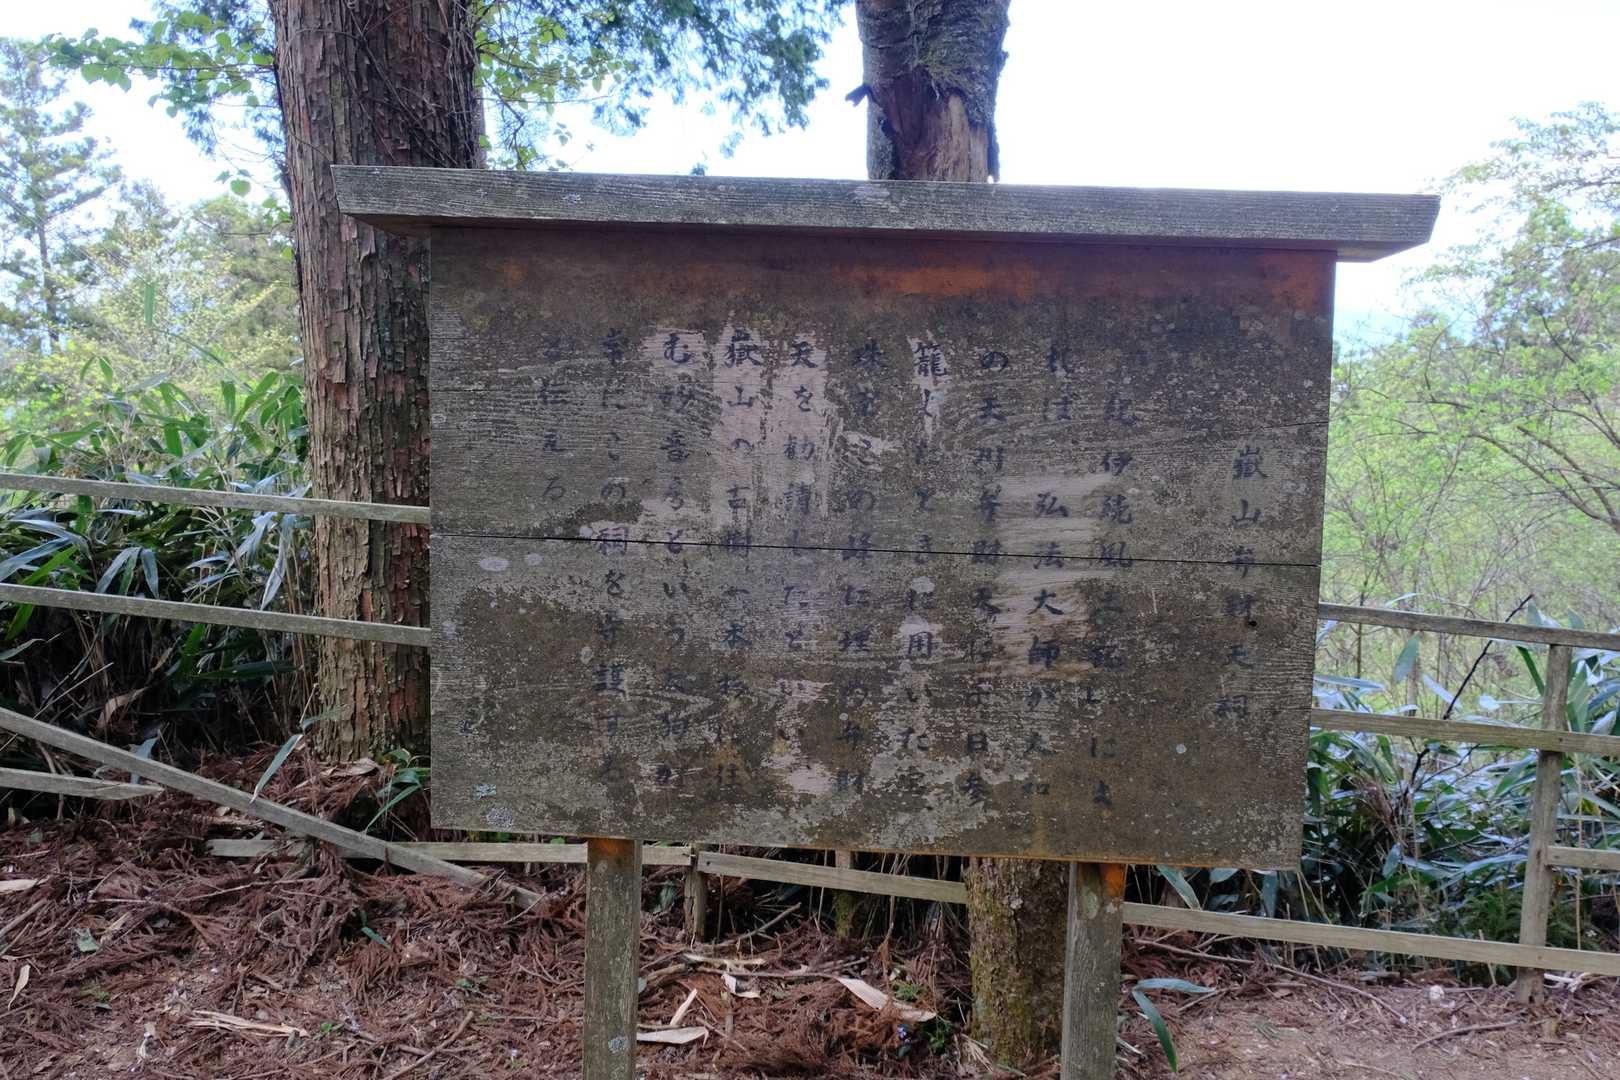 嶽山弁財天祠
紀伊続風土記によ
れば 弘法大師が大和
の天川弁財天に百日参
籠したときに用いた宝
珠をこの峰に埋め弁財
天を勧請したという
嶽山の古樹一本杉に住
む妙音房という天狗が
常にこの祠を守護する
と伝える